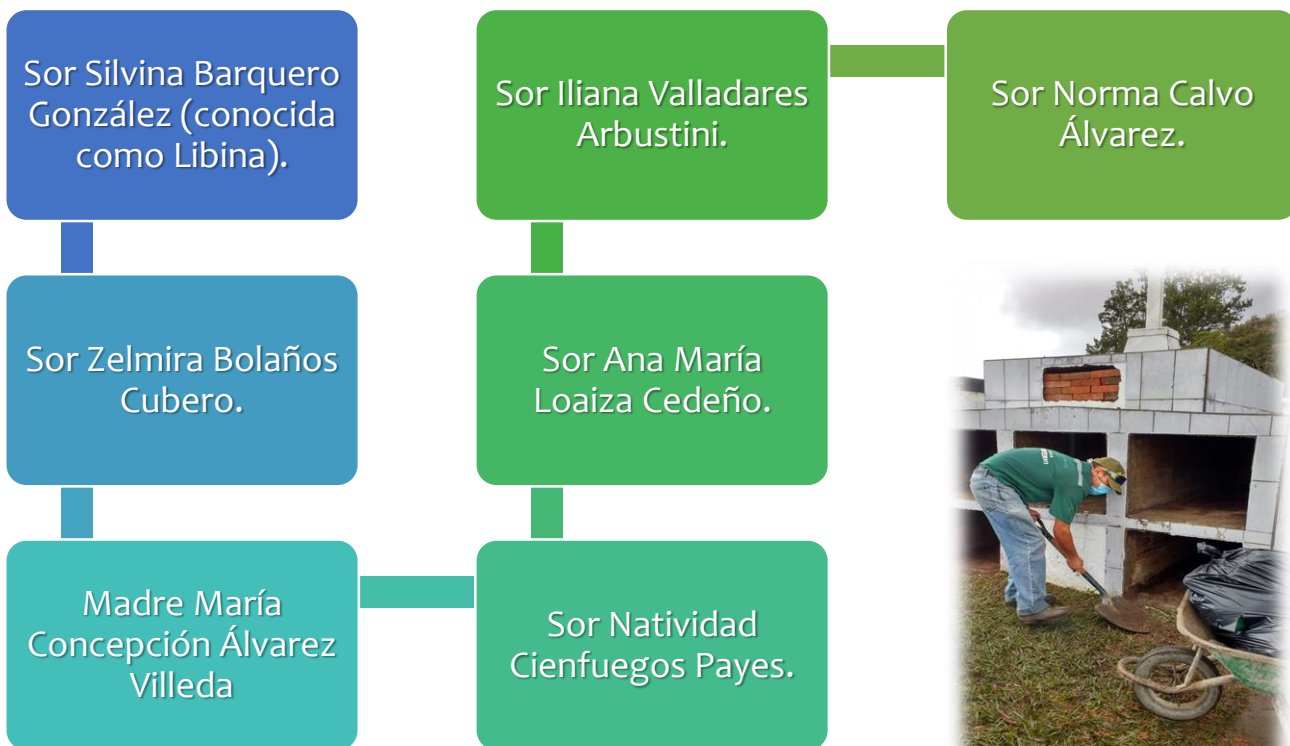 Sor Silvina Barquero
González (conocida
como Libina).
Sor Zelmira Bolaños
Cubero.
Madre María
Concepción Álvarez
Villeda
Sor Natividad
Cienfuegos Payes.
Sor Ana María
Loaiza Cedeño.
Sor Iliana Valladares
Arbustini.
Sor Norma Calvo
Álvarez.